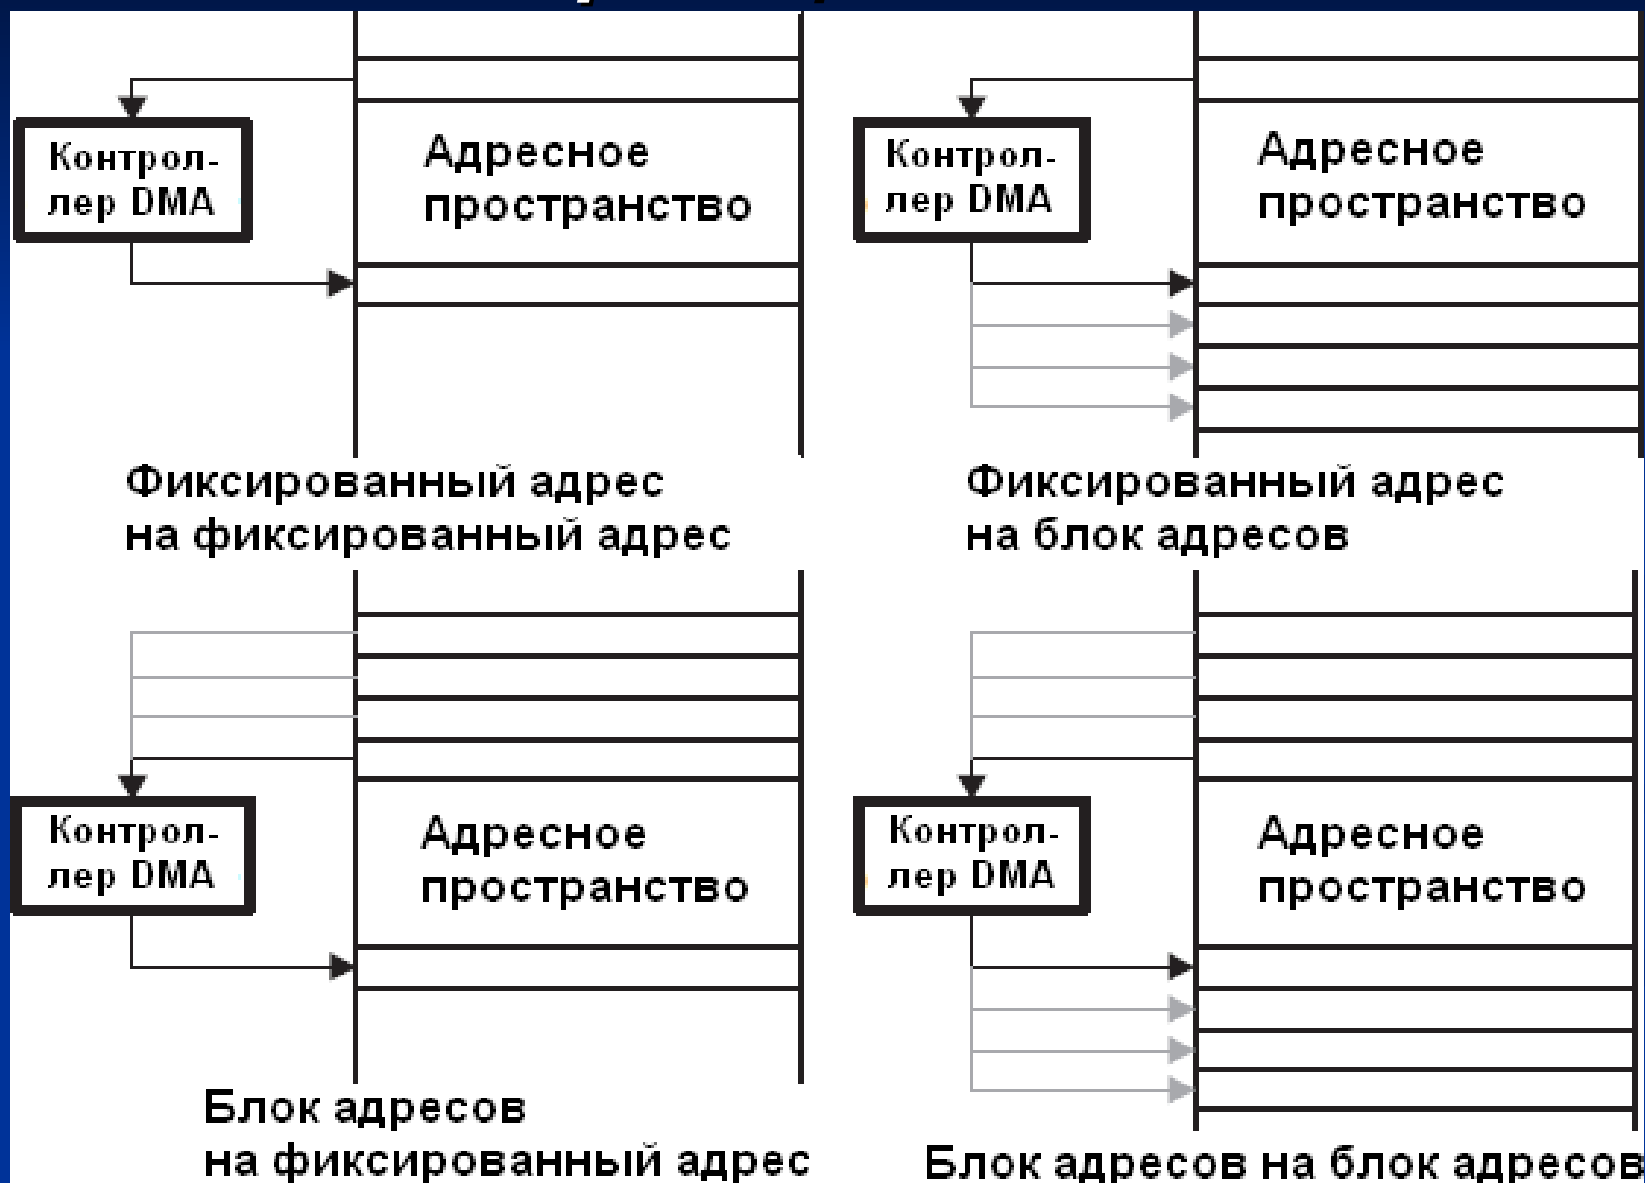 Контрол-
лер DMA
Адресное
пространство
Фиксированный адрес
на фиксированный адрес
Контрол-
лер DMA
Адресное
пространство
Фиксированный адрес
на блок адресов
Контрол-
лер DMA
Адресное
пространство
Блок адресов
на фиксированный адрес
Контрол-
лер DMA
Адресное
пространство
Блок адресов на блок адресов